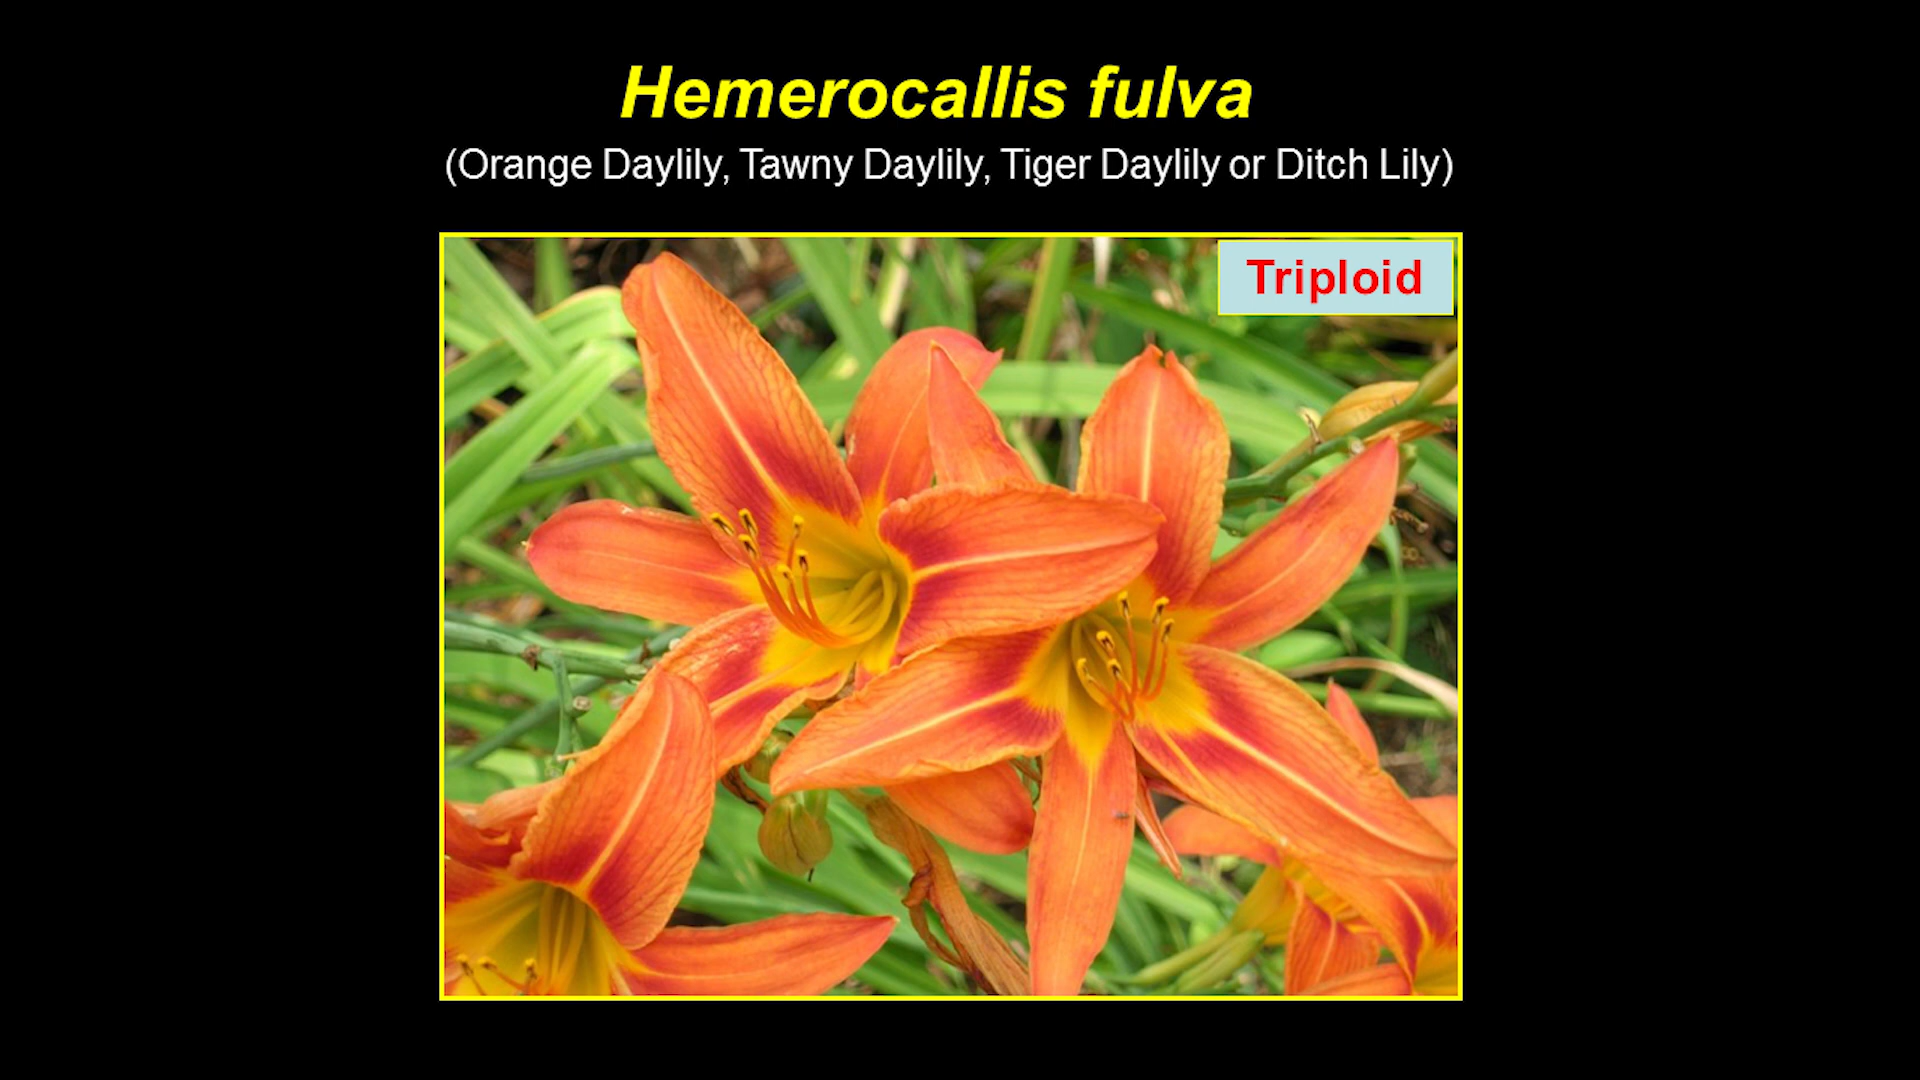 Hemerocallis fulva
(Orange Daylily, Tawny Daylily, Tiger Daylily or Ditch Lily)
Triploid